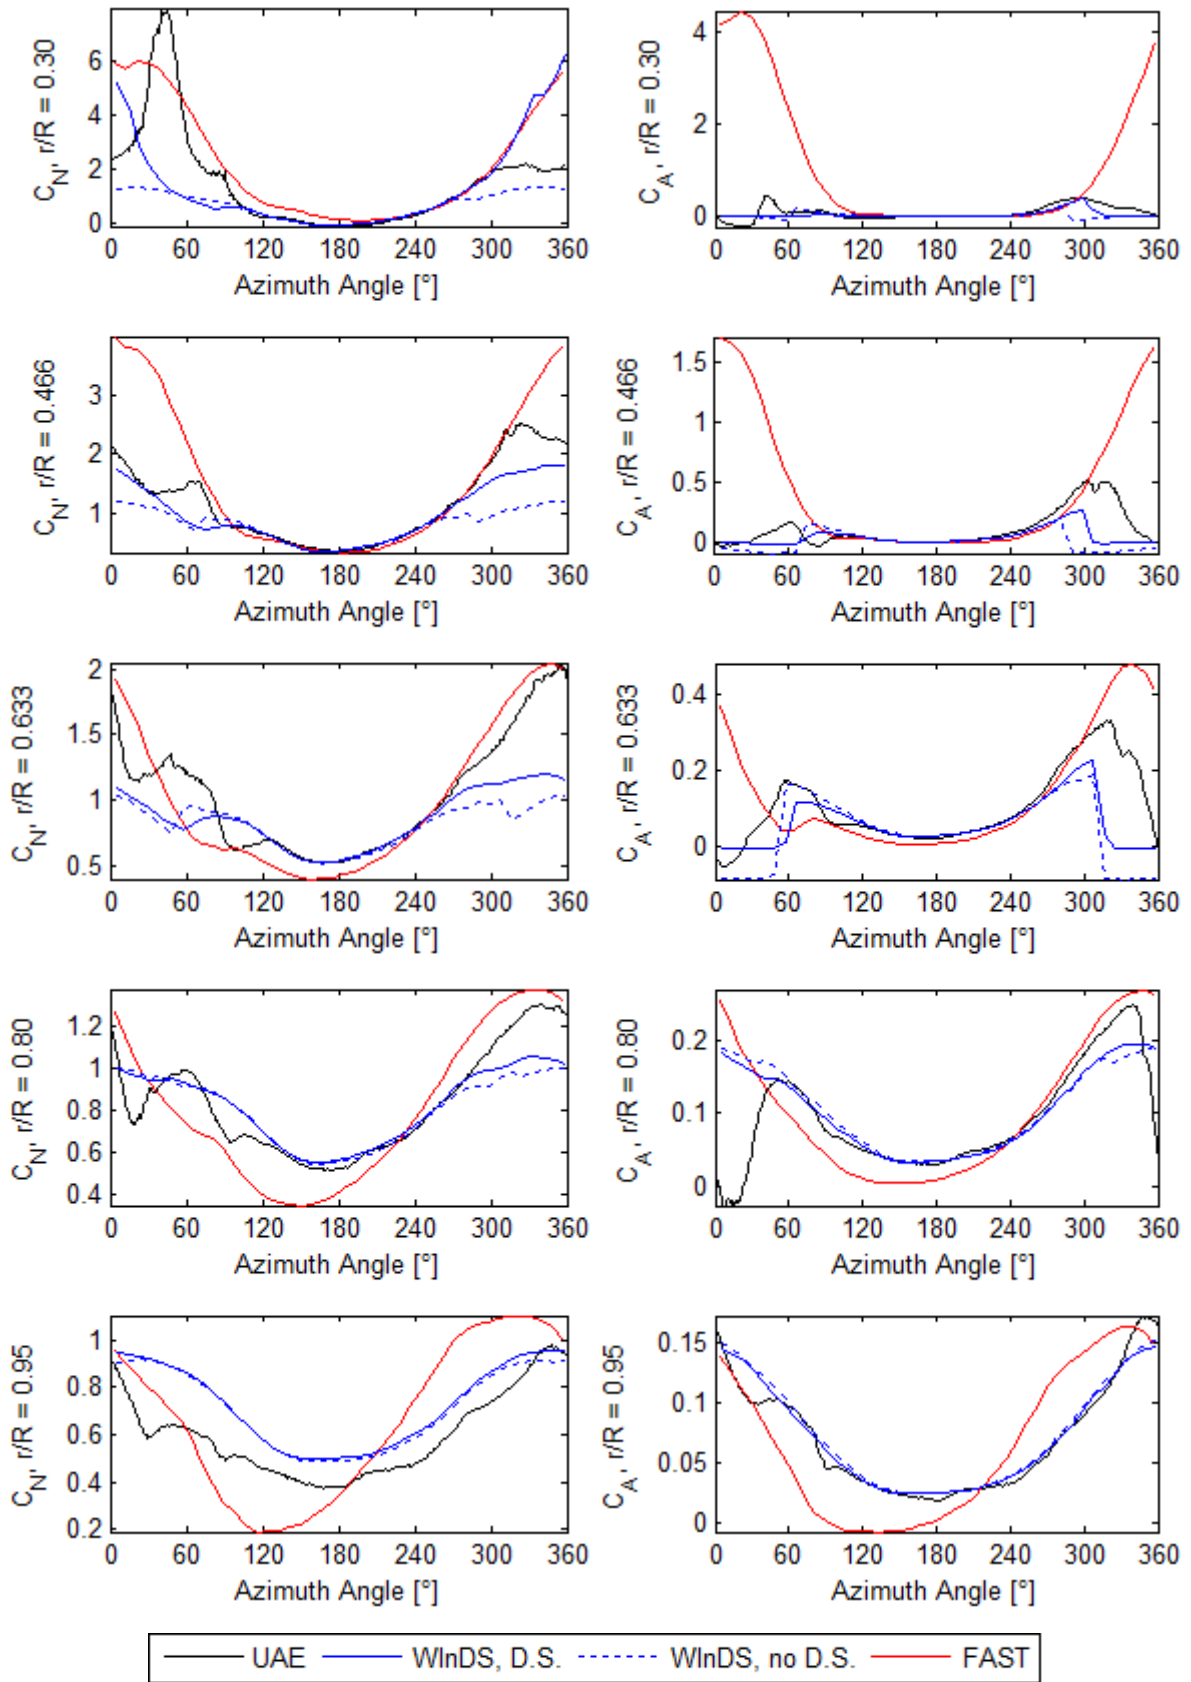 C_N, r/R = 0.30
6
4
2
0
0 60 120 180 240 300 360
Azimuth Angle [°]
C_A, r/R = 0.30
4
2
0
0 60 120 180 240 300 360
Azimuth Angle [°]
C_N, r/R = 0.466
3
2
1
0 60 120 180 240 300 360
Azimuth Angle [°]
C_A, r/R = 0.466
1.5
1
0.5
0
0 60 120 180 240 300 360
Azimuth Angle [°]
C_N, r/R = 0.633
2
1.5
1
0.5
0 60 120 180 240 300 360
Azimuth Angle [°]
C_A, r/R = 0.633
0.4
0.2
0
0 60 120 180 240 300 360
Azimuth Angle [°]
C_N, r/R = 0.80
1.2
1
0.8
0.6
0.4
0 60 120 180 240 300 360
Azimuth Angle [°]
C_A, r/R = 0.80
0.2
0.1
0
0 60 120 180 240 300 360
Azimuth Angle [°]
C_N, r/R = 0.95
1
0.8
0.6
0.4
0.2
0 60 120 180 240 300 360
Azimuth Angle [°]
C_A, r/R = 0.95
0.15
0.1
0.05
0
0 60 120 180 240 300 360
Azimuth Angle [°]
UAE WInDS, D.S. WInDS, no D.S. FAST